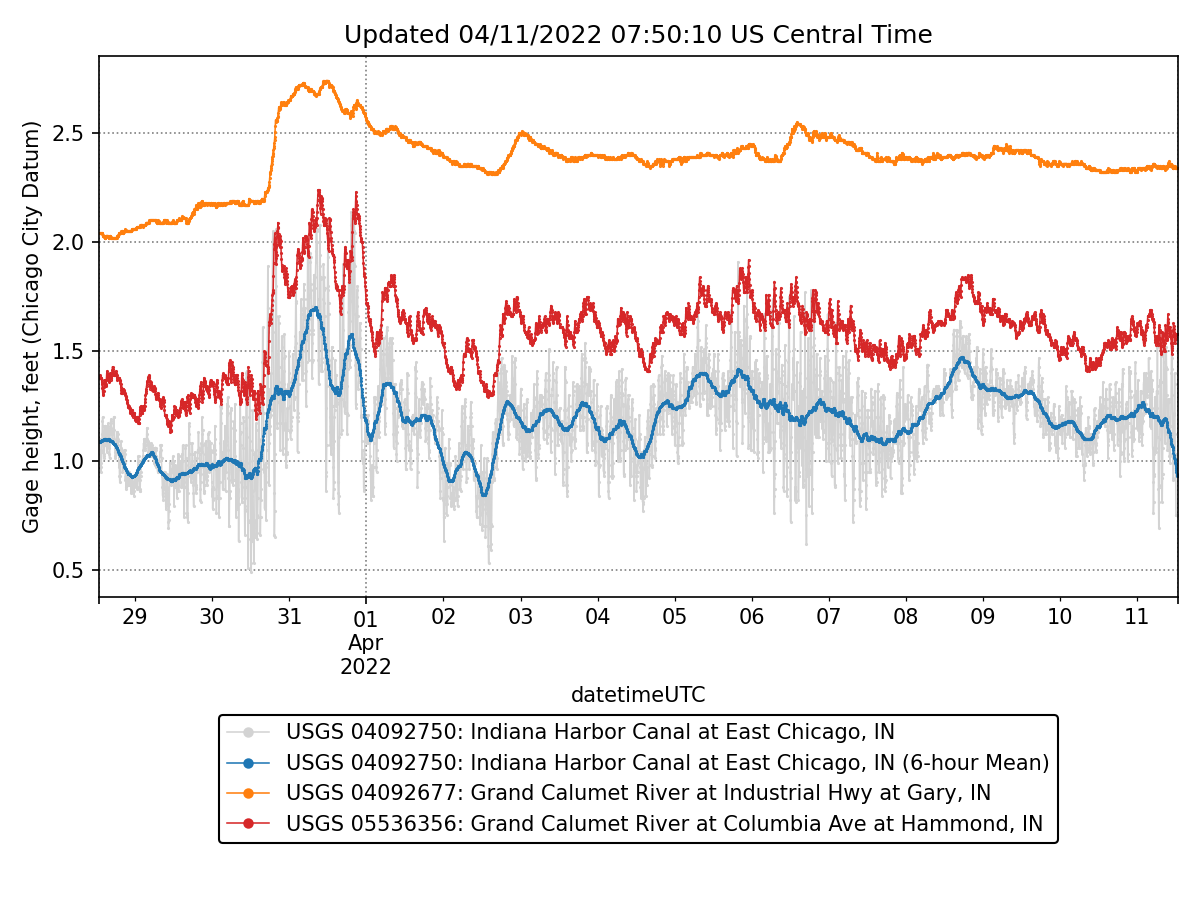 Updated 04/11/2022 07:50:10 US Central Time
Gage height, feet (Chicago City Datum)
2.5
2.0
1.5
1.0
0.5
29 30 31 01 02 03 04 05 06 07 08 09 10 11
Apr
2022
datetimeUTC
USGS 04092750: Indiana Harbor Canal at East Chicago, IN
USGS 04092750: Indiana Harbor Canal at East Chicago, IN (6-hour Mean)
USGS 04092677: Grand Calumet River at Industrial Hwy at Gary, IN
USGS 05536356: Grand Calumet River at Columbia Ave at Hammond, IN